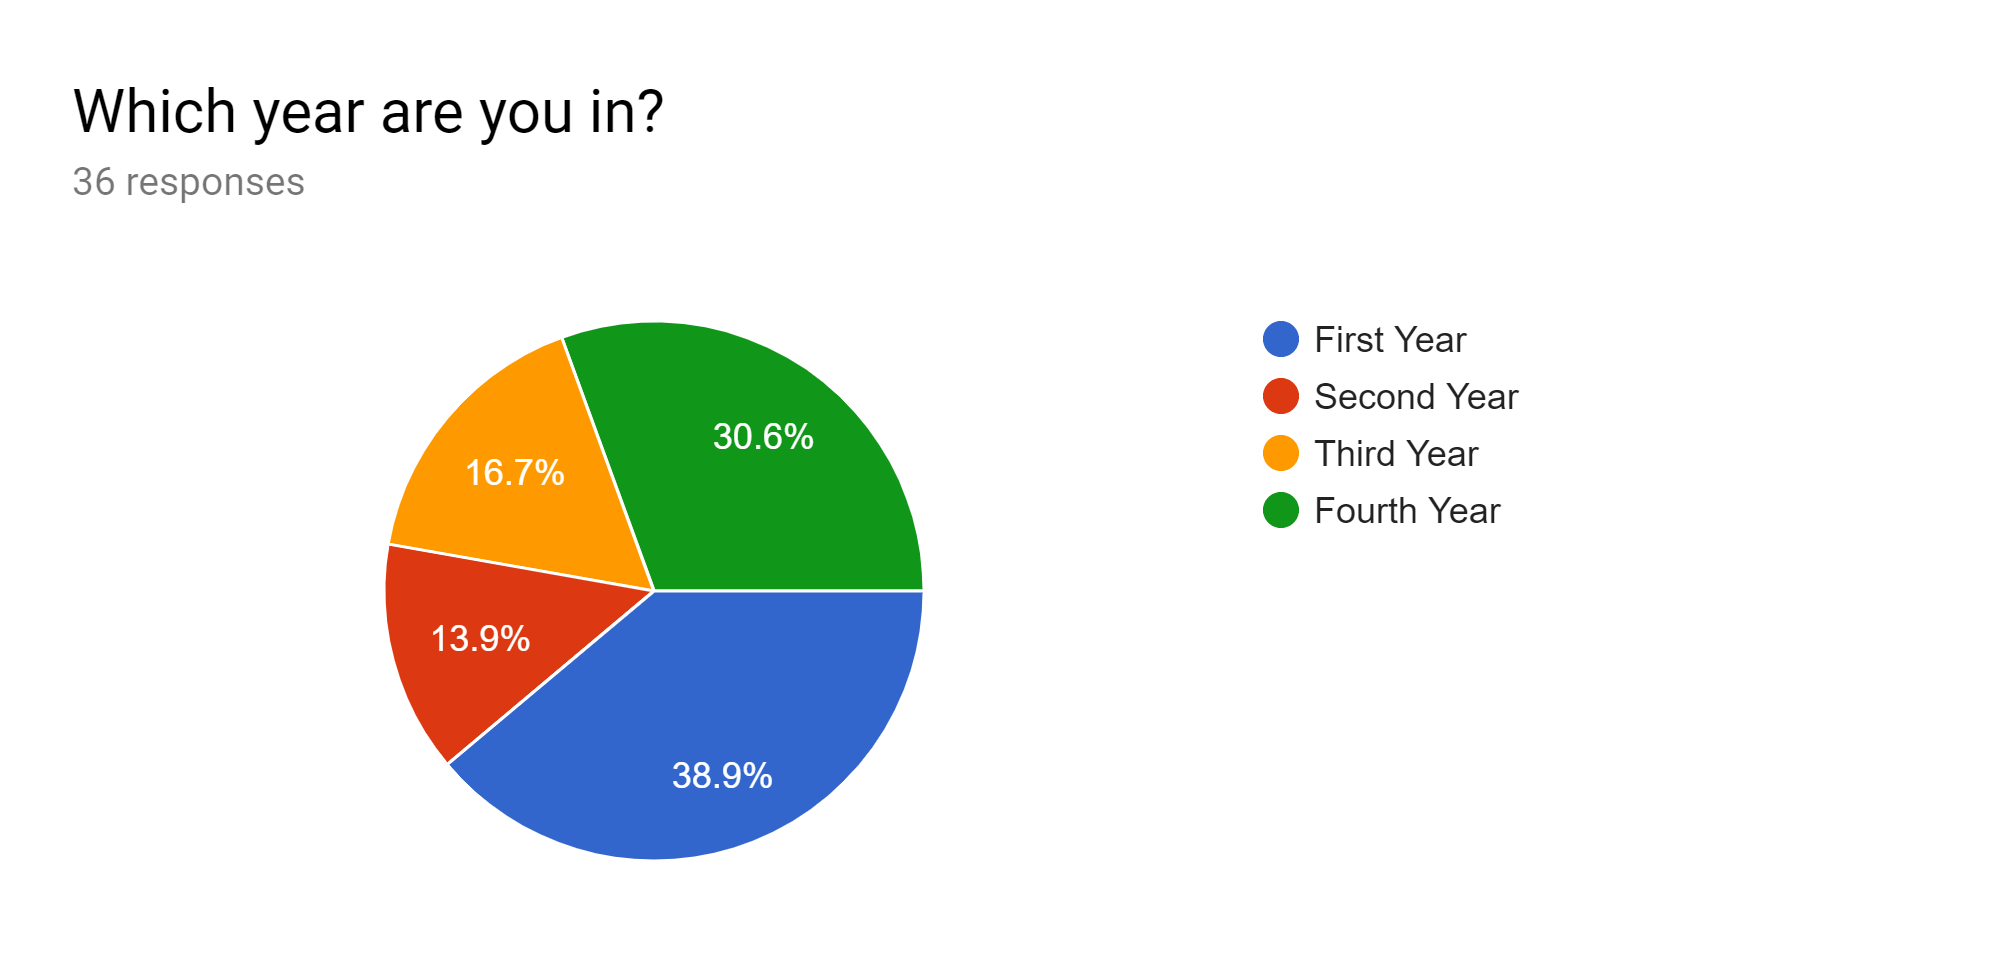 Which year are you in?
36 responses
30.6%
16.7%
13.9%
38.9%
First Year
Second Year
Third Year
Fourth Year